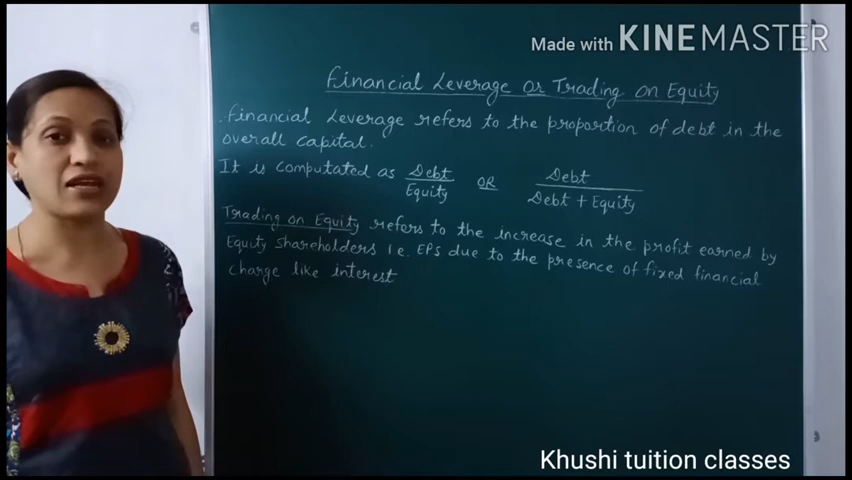 Made with KINEMASTER
Financial Leverage or Trading on Equity
Financial Leverage refers to the proportion of debt in the
overall capital.
It is computated as Debt / Equity OR Debt / Debt + Equity
Trading on Equity refers to the increase in the profit earned by
Equity shareholders i.e. EPS due to the presence of fixed financial
charge like interest
Khushi tuition classes